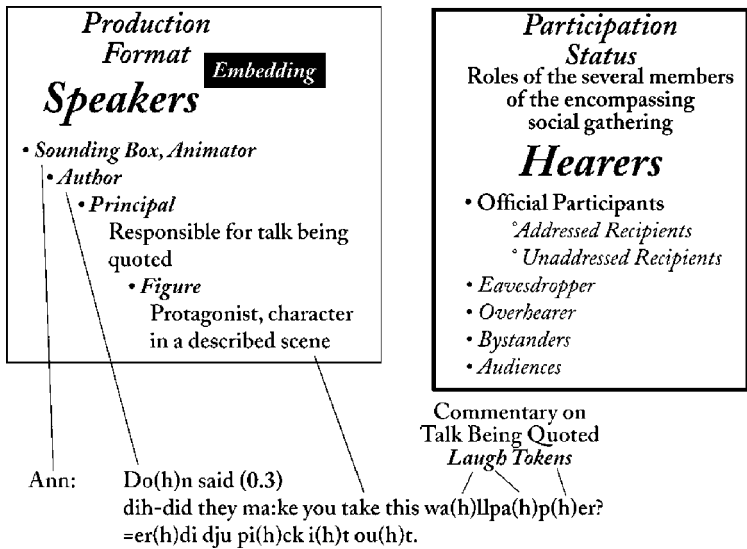 Production
Format
Embedding
Speakers
• Sounding Box, Animator
• Author
• Principal
Responsible for talk being
quoted
• Figure
Protagonist, character
in a described scene
Participation
Status
Roles of the several members
of the encompassing
social gathering
Hearers
• Official Participants
°Addressed Recipients
° Unaddressed Recipients
• Eavesdropper
• Overhearer
• Bystanders
• Audiences
Commentary on
Talk Being Quoted
Laugh Tokens
Ann: Do(h)n said (0.3)
dih-did they ma:ke you take this wa(h)llpa(h)p(h)er?
=er(h)di dju pi(h)ck i(h)t ou(h)t.